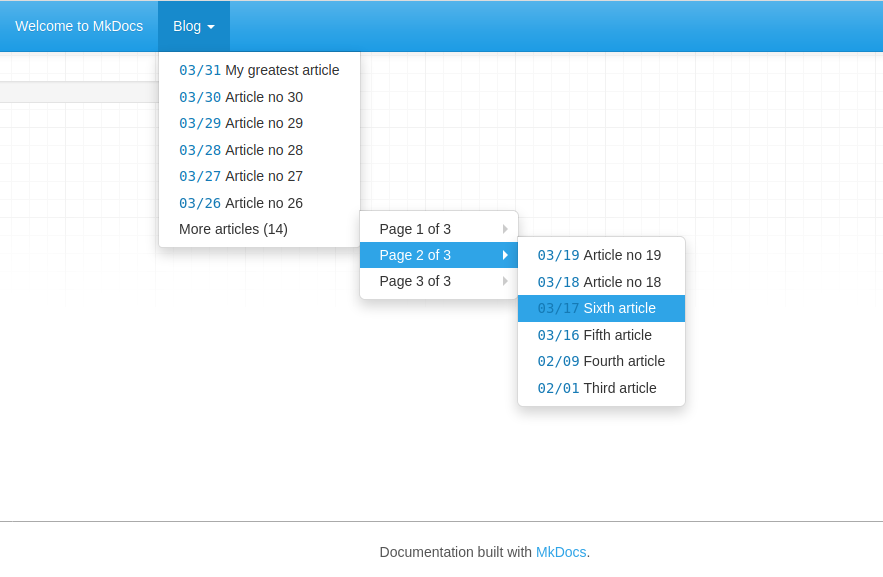 Welcome to MkDocs Blog
03/31 My greatest article
03/30 Article no 30
03/29 Article no 29
03/28 Article no 28
03/27 Article no 27
03/26 Article no 26
More articles (14)
Page 1 of 3
Page 2 of 3
Page 3 of 3
03/19 Article no 19
03/18 Article no 18
03/17 Sixth article
03/16 Fifth article
02/09 Fourth article
02/01 Third article
Documentation built with MkDocs.